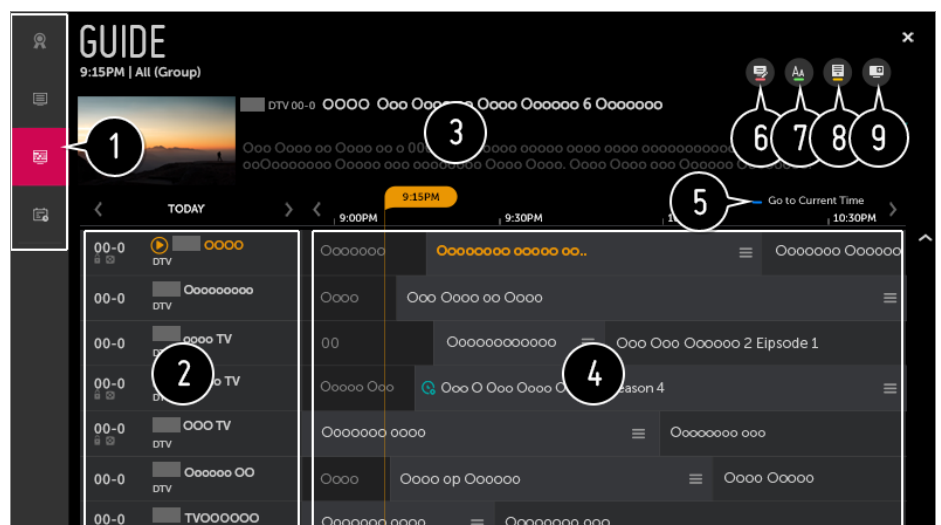 GUIDE
9:15PM | All (Group)
DTV 00-0 OOOO Ooo Oooo Oooooo 6 Ooooooo
1
3
6 7 8 9
9:15PM
5
Go to Current Time
TODAY
9:00PM 9:30PM 10:30PM
00-0 oooo
DTV
Ooooooo Oooooooo ooooo oo.. Ooooooo Oooooo
00-0 Ooooooooo
DTV
Oooo Ooo Oooo oo Oooo
00-0 oooo TV
00 Oooooooooooo Ooo Ooo Oooooo 2 Eipsode 1
00-0 TV
2
4
Ooooo Ooo Ooo O Ooo Oooo
00-0 OOO TV
DTV
Ooooooo oooo Oooooooo ooo
00-0 Oooooo OO
DTV
Oooo Oooo op Oooooo Oooo Ooooo
00-0 TVOOOOOO
Ooooooo oooo Oooooooo ooo